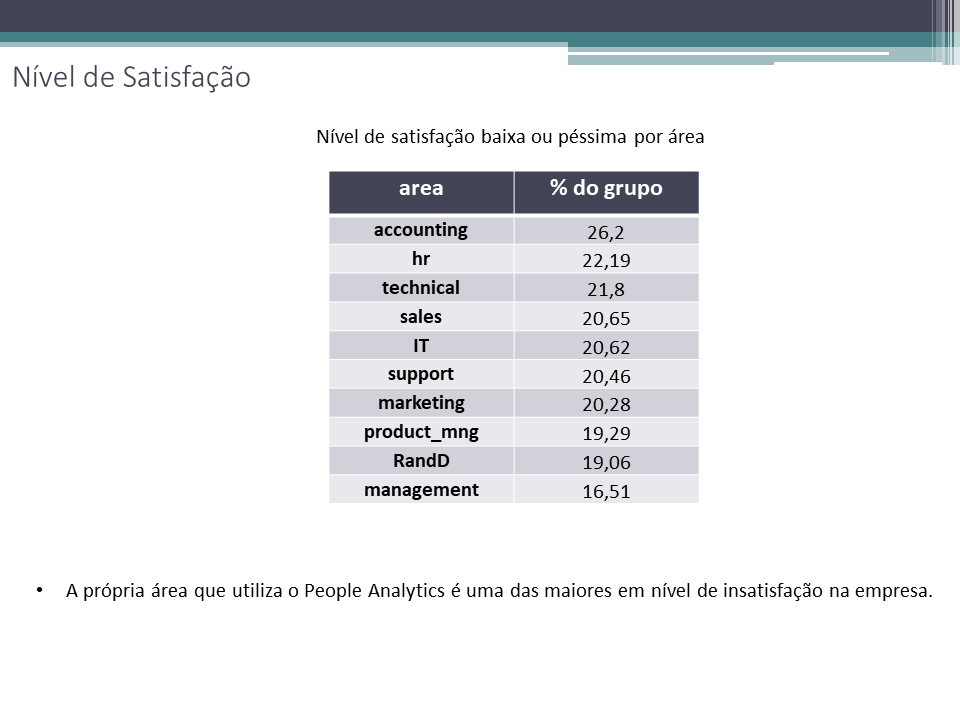 Nível de Satisfação
Nível de satisfação baixa ou péssima por área
area % do grupo
accounting 26,2
hr 22,19
technical 21,8
sales 20,65
IT 20,62
support 20,46
marketing 20,28
product_mng 19,29
RandD 19,06
management 16,51
• A própria área que utiliza o People Analytics é uma das maiores em nível de insatisfação na empresa.